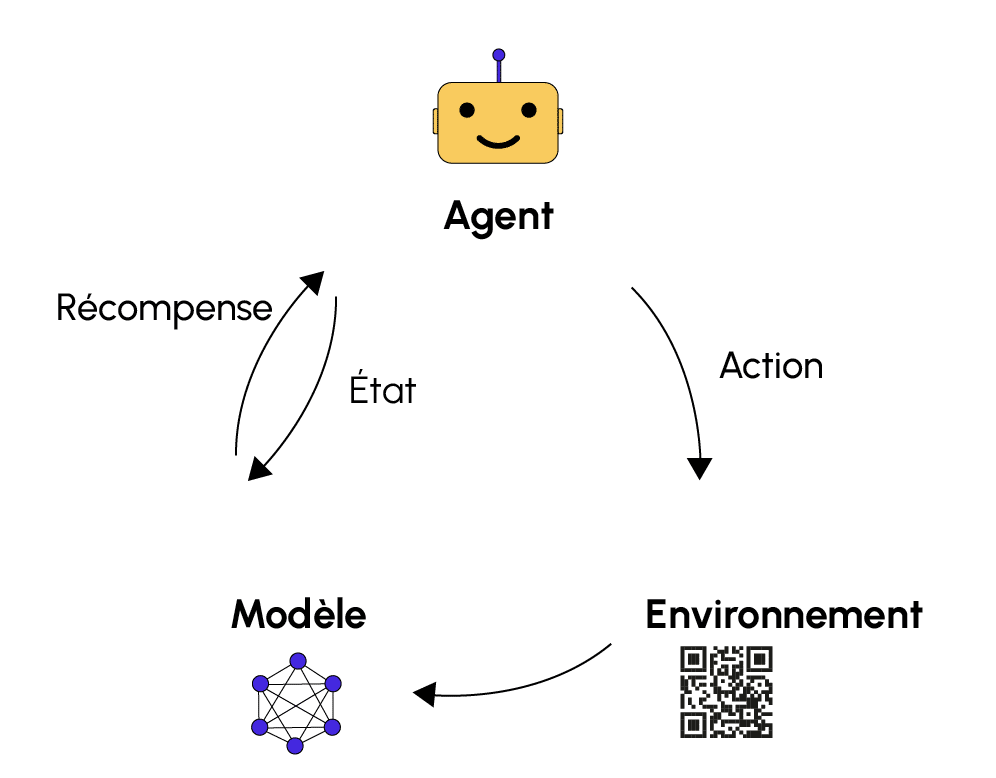 Agent
Récompense
État
Action
Modèle
Environnement